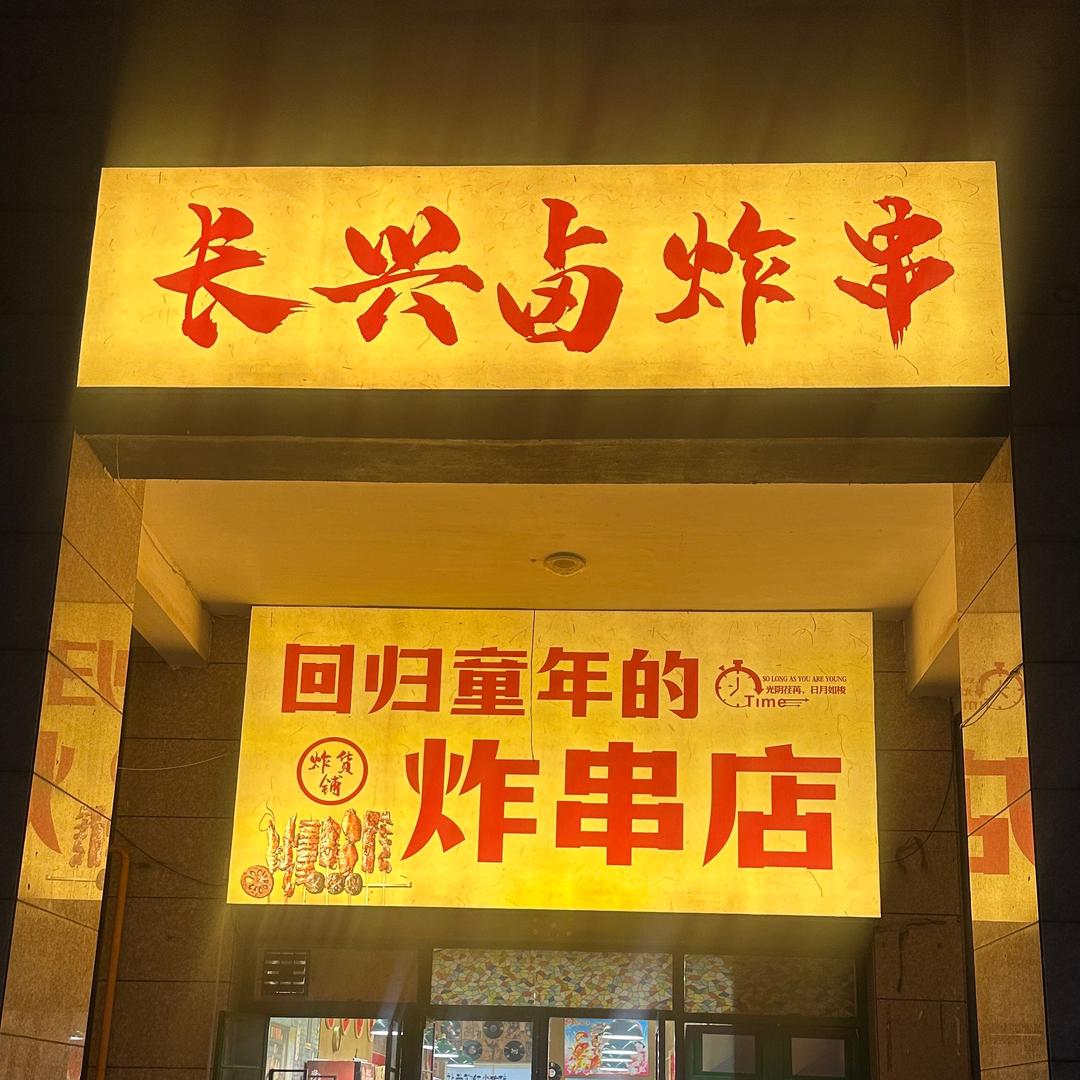 长兴卤炸串
回归童年的
SO LONG AS YOU ARE YOUNG
光阴荏苒，日月如梭
Time
炸货
铺
炸串店